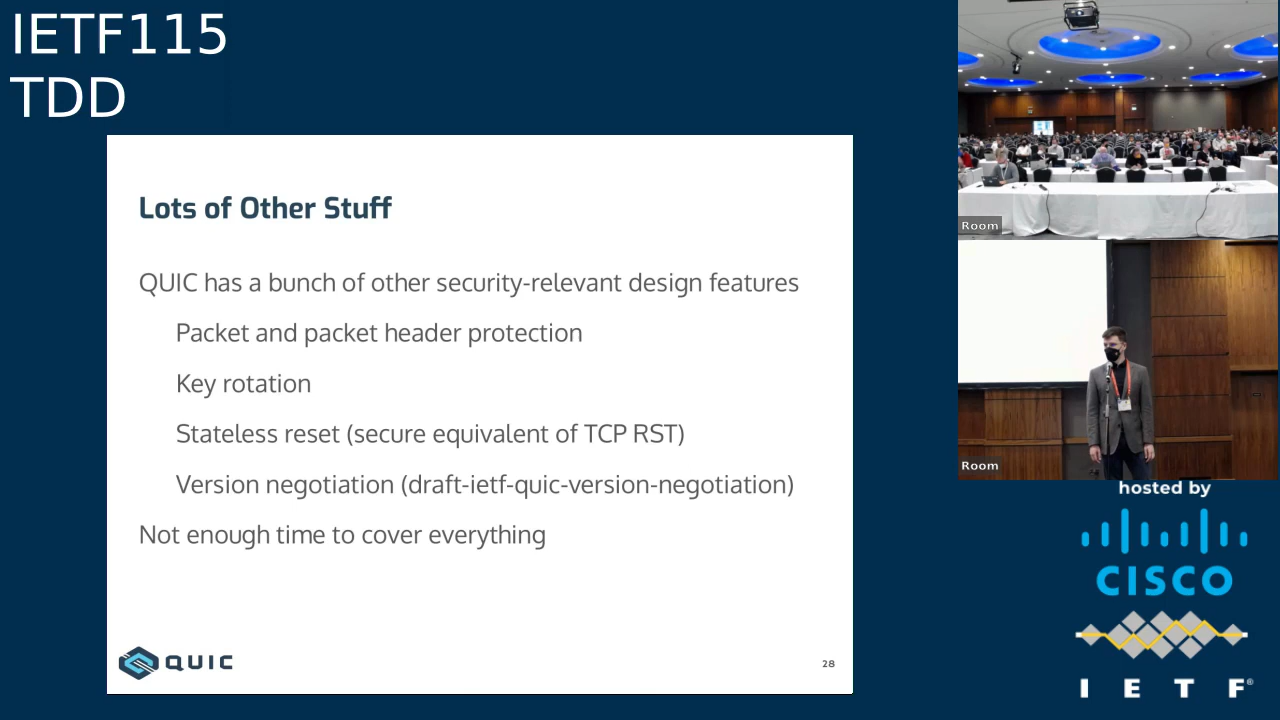 IETF115
TDD
Lots of Other Stuff
QUIC has a bunch of other security-relevant design features
Packet and packet header protection
Key rotation
Stateless reset (secure equivalent of TCP RST)
Version negotiation (draft-ietf-quic-version-negotiation)
Not enough time to cover everything
QUIC
28
Room
Room
hosted by
CISCO
IETF®